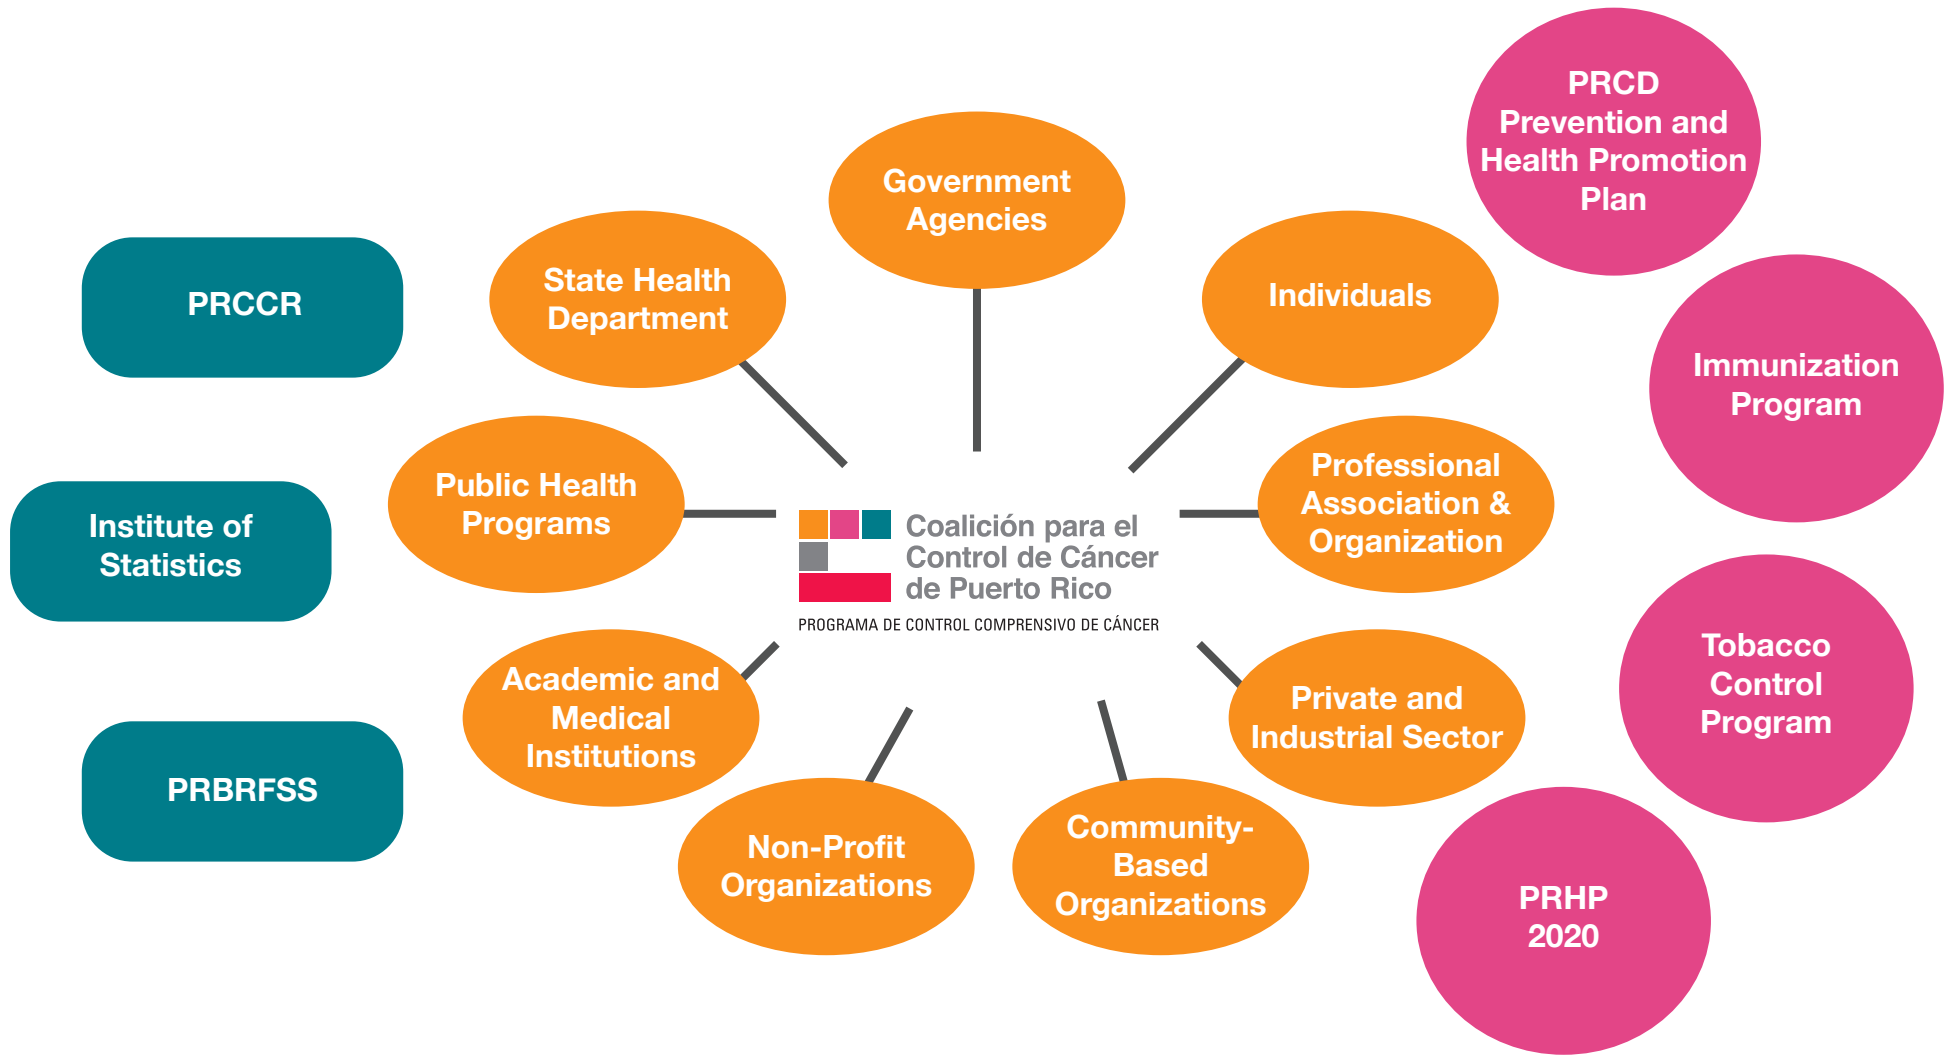 PRCD
Prevention and
Health Promotion
Plan
Government
Agencies
State Health
Department
Individuals
PRCCR
Immunization
Program
Public Health
Programs
Professional
Association &
Organization
Institute of
Statistics
Coalición para el
Control de Cáncer
de Puerto Rico
PROGRAMA DE CONTROL COMPRENSIVO DE CÁNCER
Academic and
Medical
Institutions
Private and
Industrial Sector
Tobacco
Control
Program
PRBRFSS
Non-Profit
Organizations
Community-
Based
Organizations
PRHP
2020